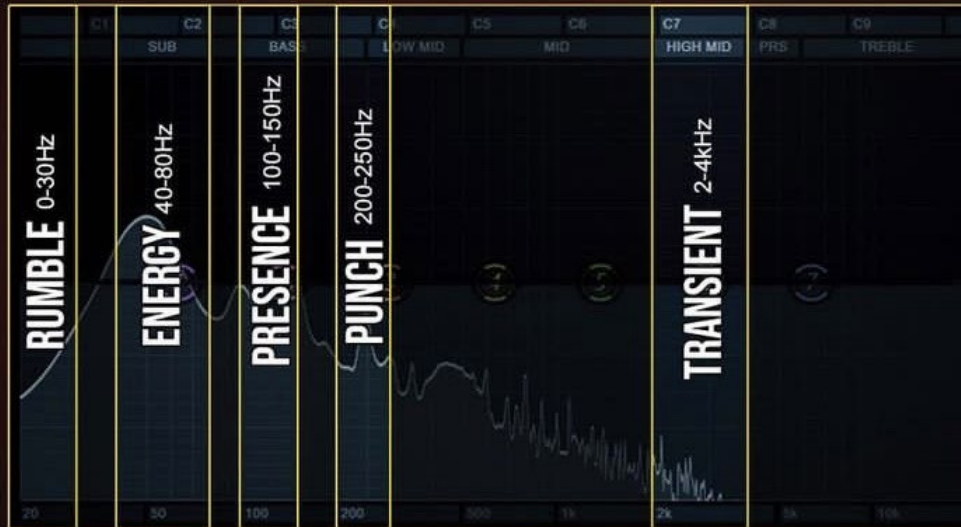 C1 C2 C3 C4 C5 C6 C7 C8 C9
SUB BASS LOW MID MID HIGH MID PRS TREBLE
RUMBLE 0-30Hz
ENERGY 40-80Hz
PRESENCE 100-150Hz
PUNCH 200-250Hz
TRANSIENT 2-4kHz
20 50 100 200 500 1k 2k 5k 10k